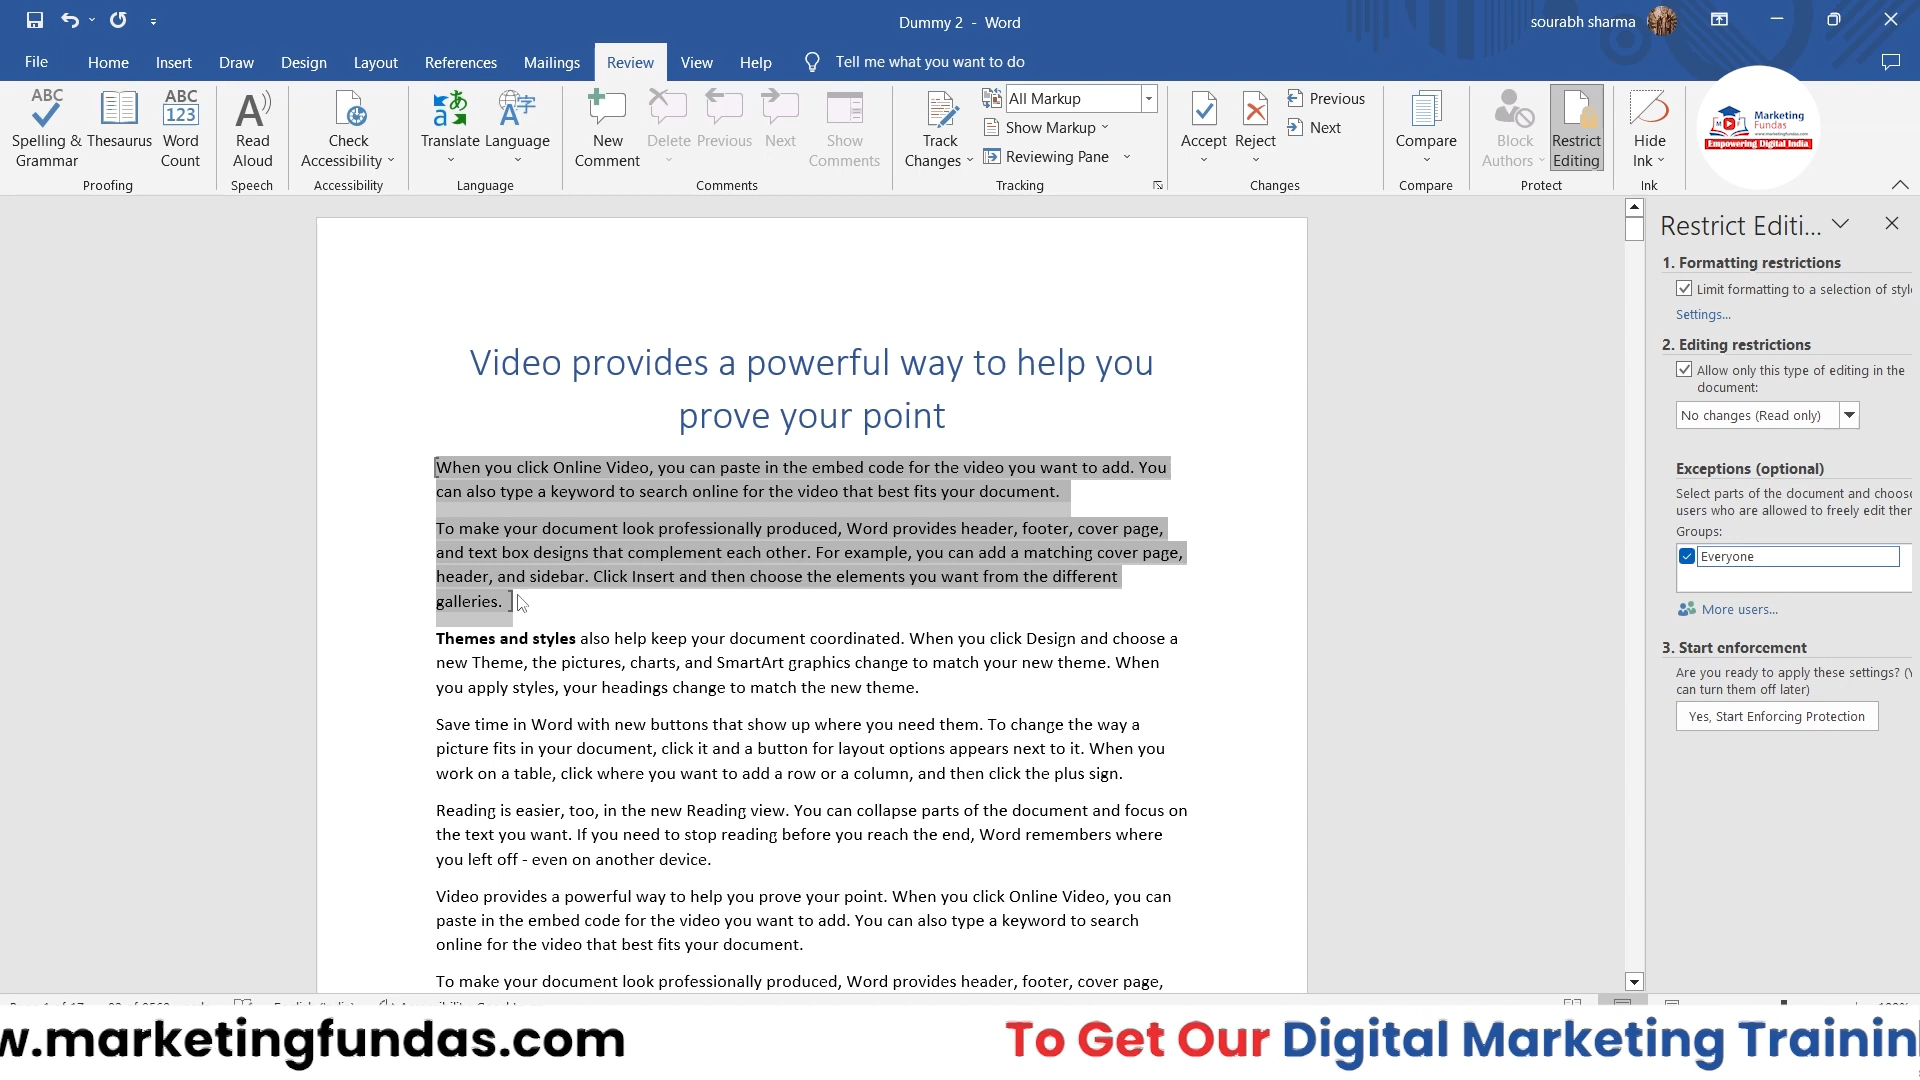 Dummy 2 - Word
sourabh sharma
File Home Insert Draw Design Layout References Mailings Review View Help Tell me what you want to do
ABC
Spelling &
Grammar
Thesaurus
ABC
123
Word
Count
Proofing
Read
Aloud
Speech
Check
Accessibility
Accessibility
Translate
Language
Language
New
Comment
Delete
Previous
Next
Show
Comments
Comments
Track
Changes
All Markup
Show Markup
Reviewing Pane
Tracking
Accept
Reject
Previous
Next
Changes
Compare
Compare
Block
Authors
Restrict
Editing
Protect
Hide
Ink
Ink
Marketing
Fundas
www.marketingfundas.com
Empowering Digital India
Video provides a powerful way to help you
prove your point
When you click Online Video, you can paste in the embed code for the video you want to add. You
can also type a keyword to search online for the video that best fits your document.
To make your document look professionally produced, Word provides header, footer, cover page,
and text box designs that complement each other. For example, you can add a matching cover page,
header, and sidebar. Click Insert and then choose the elements you want from the different
galleries.
Themes and styles also help keep your document coordinated. When you click Design and choose a
new Theme, the pictures, charts, and SmartArt graphics change to match your new theme. When
you apply styles, your headings change to match the new theme.
Save time in Word with new buttons that show up where you need them. To change the way a
picture fits in your document, click it and a button for layout options appears next to it. When you
work on a table, click where you want to add a row or a column, and then click the plus sign.
Reading is easier, too, in the new Reading view. You can collapse parts of the document and focus on
the text you want. If you need to stop reading before you reach the end, Word remembers where
you left off - even on another device.
Video provides a powerful way to help you prove your point. When you click Online Video, you can
paste in the embed code for the video you want to add. You can also type a keyword to search
online for the video that best fits your document.
To make your document look professionally produced, Word provides header, footer, cover page,
Restrict Editi...
1. Formatting restrictions
Limit formatting to a selection of
Settings...
2. Editing restrictions
Allow only this type of editing in the
document:
No changes (Read only)
Exceptions (optional)
Select parts of the document and choose
users who are allowed to freely edit
Groups:
Everyone
More users...
3. Start enforcement
Are you ready to apply these settings? (
can turn them off later)
Yes, Start Enforcing Protection
w.marketingfundas.com
To Get Our Digital Marketing Trainin